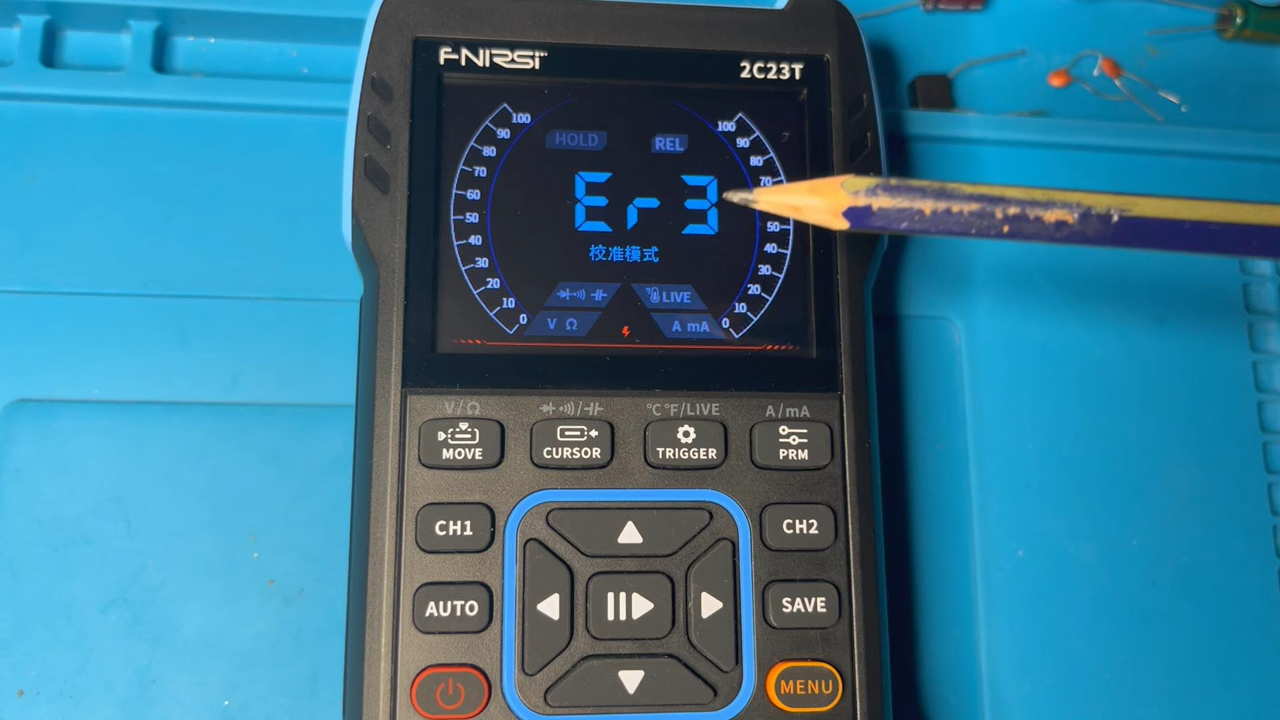 FNIRSI
2C23T
100 90 80 70 60 50 40 30 20 10 0
HOLD REL
Er3
校准模式
LIVE
V Ω
A mA
100 90 80 70 50 40 30 20 10 0
V/Ω
°C°F/LIVE
A/mA
MOVE
CURSOR
TRIGGER
PRM
CH1
CH2
AUTO
SAVE
MENU